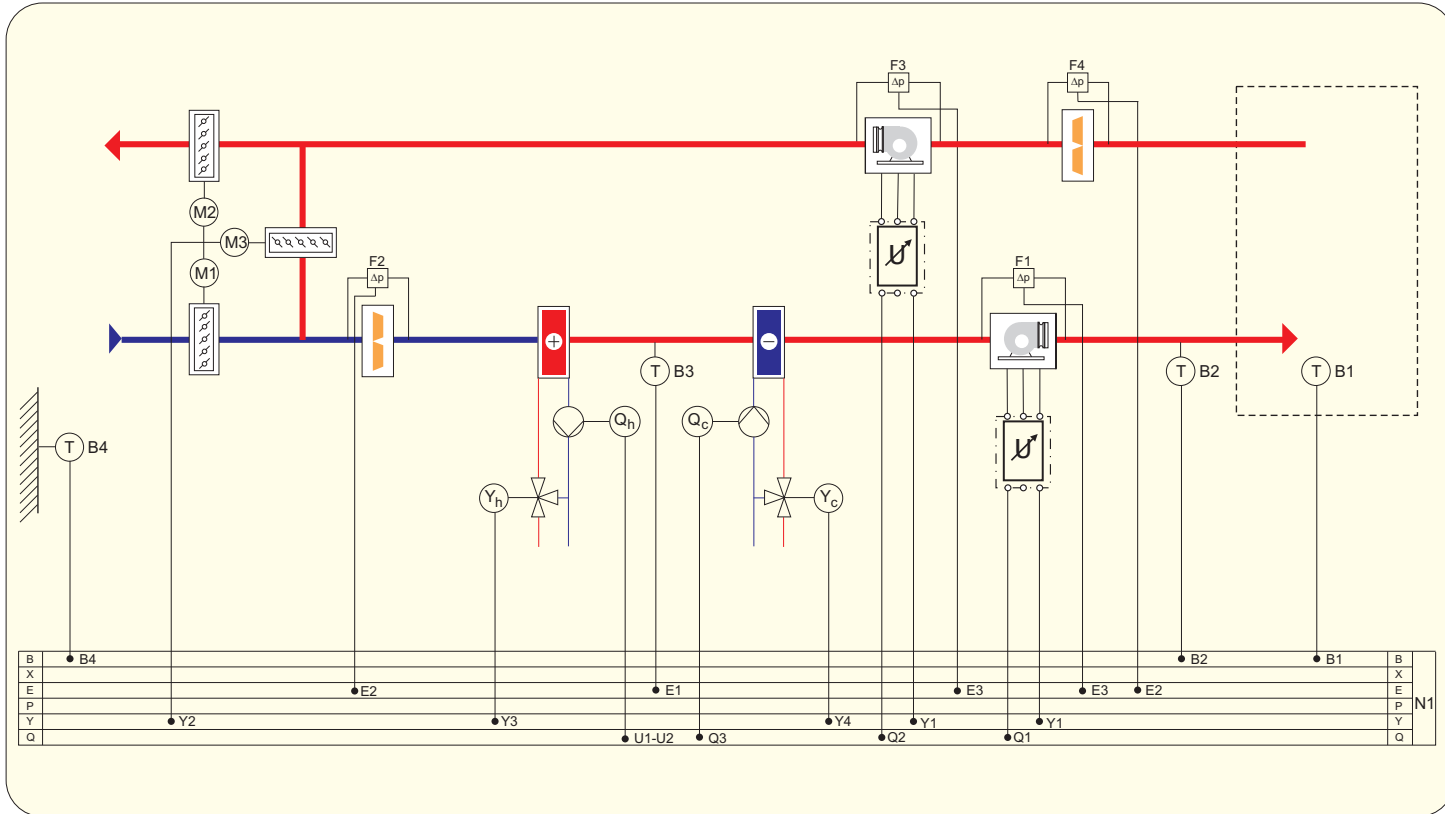 F3 F4
Δp Δp
M2
M3
M1
F2 F1
Δp Δp
U
+ −
T B3 T B2 T B1
Qh Qc
T B4
U
Yh Yc
B B4 B2 B1 B
X X
E E2 E1 E3 E3 E2 E
P P N1
Y Y2 Y3 Y4 Y1 Y1 Y
Q U1-U2 Q3 Q2 Q1 Q